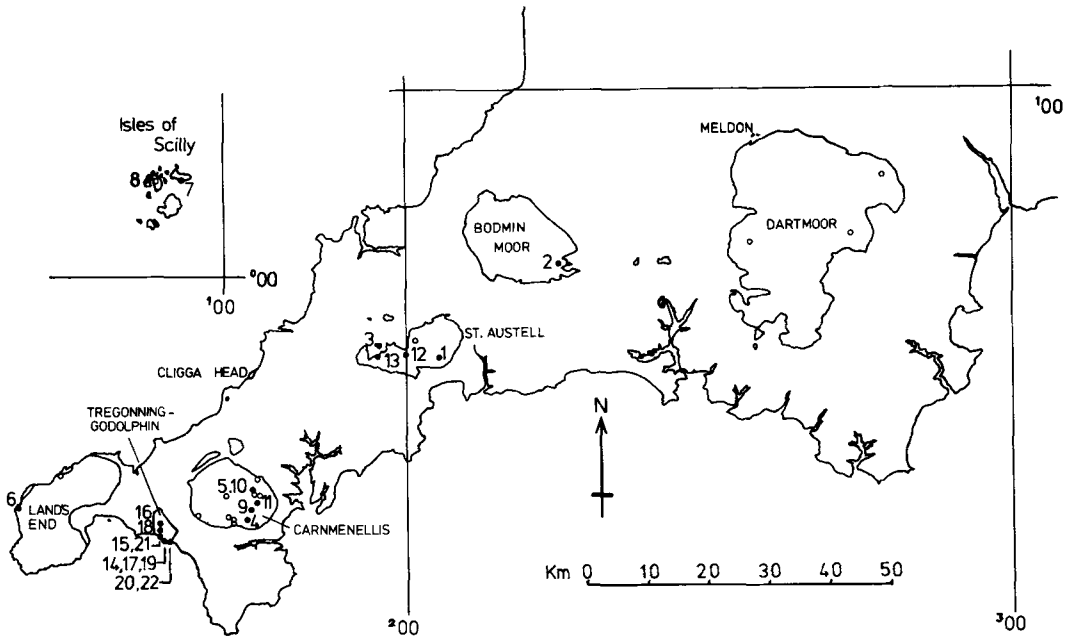 ¹00
MELDON
Isles of
Scilly
8
7
BODMIN
MOOR
2
DARTMOOR
⁰00
¹00
ST. AUSTELL
3
13
12
1
CLIGGA HEAD
TREGONNING-
GODOLPHIN
N
6
LANDS
END
5,10
11
9
4
CARNMENELLIS
16
18
15,21
14,17,19
20,22
Km 0 10 20 30 40 50
²00
³00